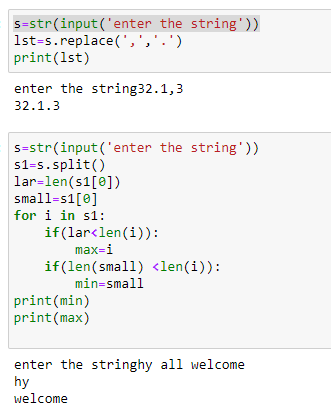 s=str(input('enter the string'))
lst=s.replace(',','.')
print(lst)
enter the string32.1,3
32.1.3
s=str(input('enter the string'))
s1=s.split()
lar=len(s1[0])
small=s1[0]
for i in s1:
    if(lar<len(i)):
        max=i
    if(len(small) <len(i)):
        min=small
print(min)
print(max)
enter the stringhy all welcome
hy
welcome